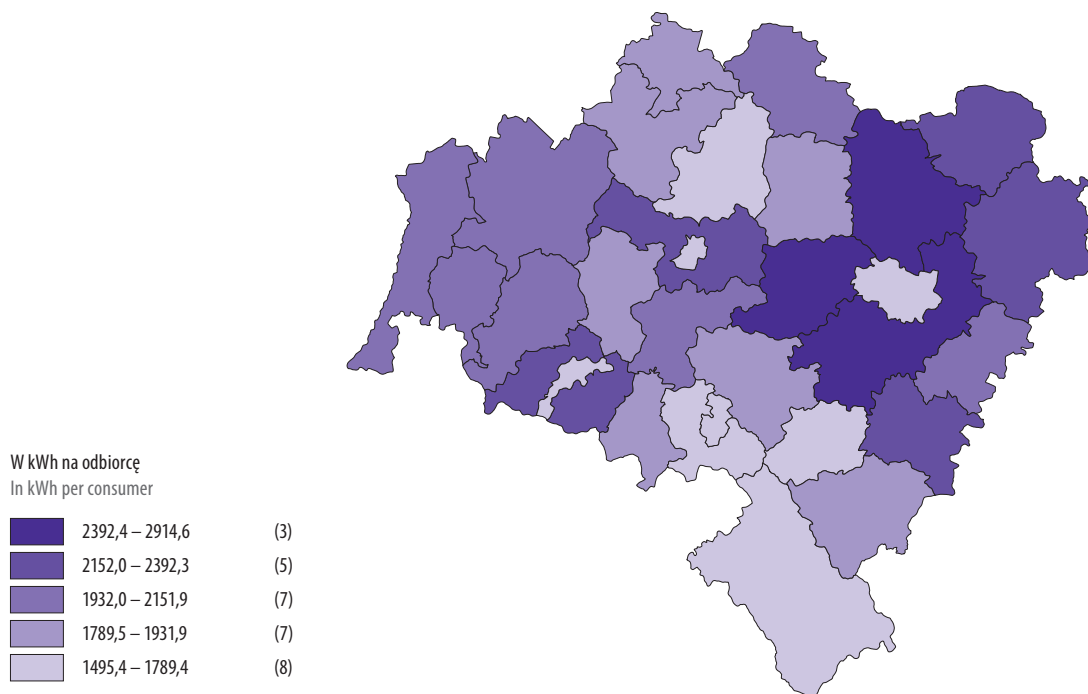 W kWh na odbiorcę
In kWh per consumer
2392,4 – 2914,6 (3)
2152,0 – 2392,3 (5)
1932,0 – 2151,9 (7)
1789,5 – 1931,9 (7)
1495,4 – 1789,4 (8)